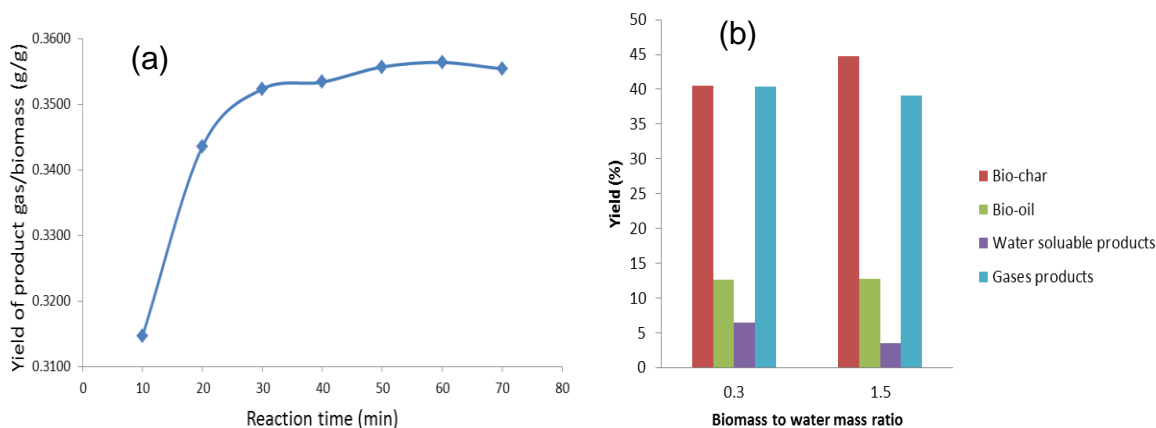 (a)
Yield of product gas/biomass (g/g)
0.3600
0.3500
0.3400
0.3300
0.3200
0.3100
0
10
20
30
40
50
60
70
80
Reaction time (min)
(b)
Yield (%)
50
45
40
35
30
25
20
15
10
5
0
0.3
1.5
Biomass to water mass ratio
Bio-char
Bio-oil
Water soluable products
Gases products